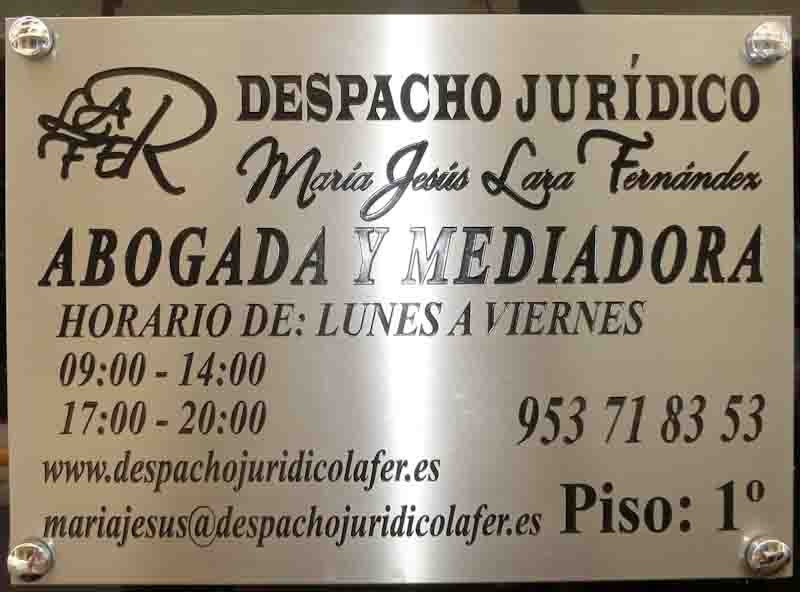 LAFER
DESPACHO JURÍDICO
María Jesús Lara Fernández
ABOGADA Y MEDIADORA
HORARIO DE: LUNES A VIERNES
09:00 - 14:00
17:00 - 20:00
953 71 83 53
www.despachojuridicolafer.es
mariajesus@despachojuridicolafer.es
Piso: 1º